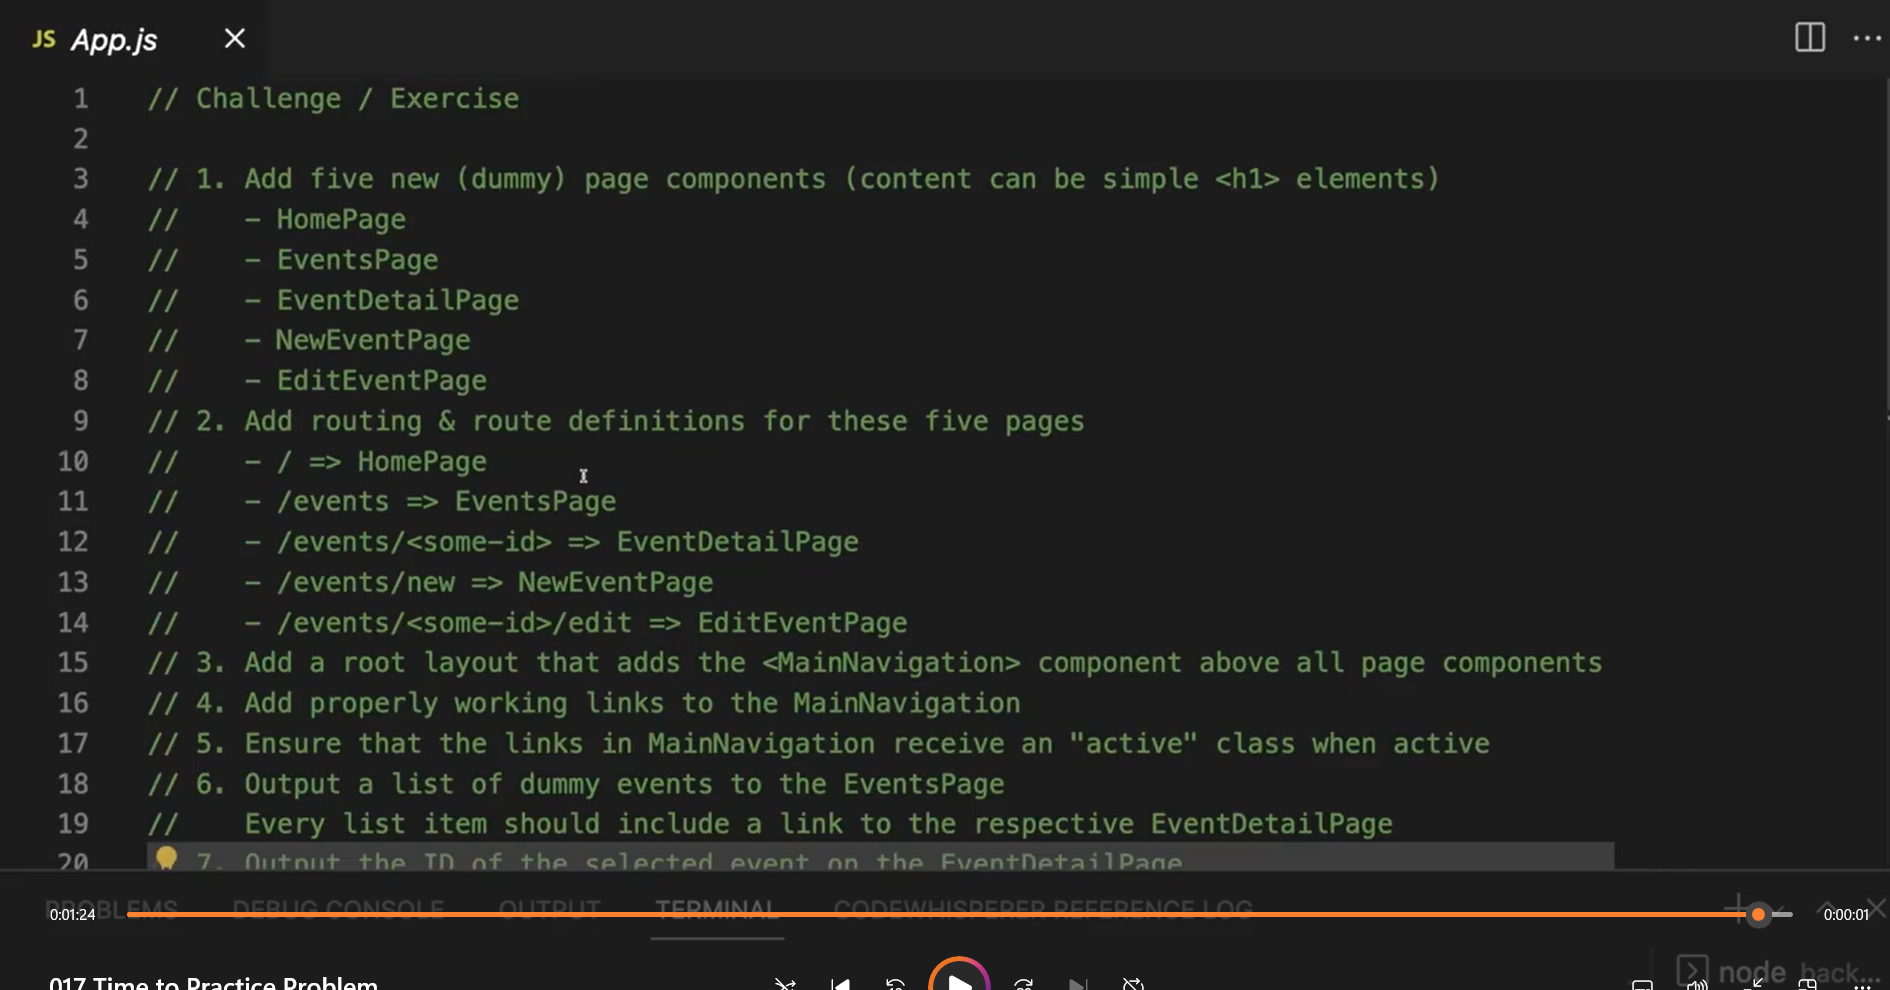 JS App.js
1 // Challenge / Exercise
2
3 // 1. Add five new (dummy) page components (content can be simple <h1> elements)
4 //    - HomePage
5 //    - EventsPage
6 //    - EventDetailPage
7 //    - NewEventPage
8 //    - EditEventPage
9 // 2. Add routing & route definitions for these five pages
10 //    - / => HomePage
11 //    - /events => EventsPage
12 //    - /events/<some-id> => EventDetailPage
13 //    - /events/new => NewEventPage
14 //    - /events/<some-id>/edit => EditEventPage
15 // 3. Add a root layout that adds the <MainNavigation> component above all page components
16 // 4. Add properly working links to the MainNavigation
17 // 5. Ensure that the links in MainNavigation receive an "active" class when active
18 // 6. Output a list of dummy events to the EventsPage
19 //    Every list item should include a link to the respective EventDetailPage
20 7. Output the ID of the selected event on the EventDetailPage
PROBLEMS DEBUG CONSOLE OUTPUT TERMINAL CODEWHISPERER REFERENCE LOG
0:01:24 0:00:01
017 Time to Practice Problem
node back...